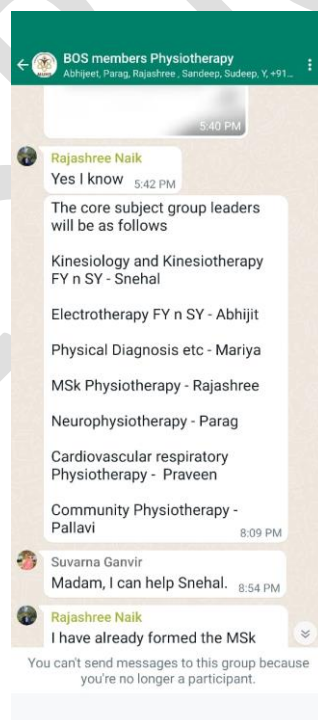 BOS members Physiotherapy
Abhijeet, Parag, Rajashree , Sandeep, Sudeep, Y, +91...
5:40 PM
Rajashree Naik
Yes I know 5:42 PM
The core subject group leaders
will be as follows
Kinesiology and Kinesiotherapy
FY n SY - Snehal
Electrotherapy FY n SY - Abhijit
Physical Diagnosis etc - Mariya
MSk Physiotherapy - Rajashree
Neurophysiotherapy - Parag
Cardiovascular respiratory
Physiotherapy - Praveen
Community Physiotherapy -
Pallavi
8:09 PM
Suvarna Ganvir
Madam, I can help Snehal. 8:54 PM
Rajashree Naik
I have already formed the MSk
You can't send messages to this group because
you're no longer a participant.